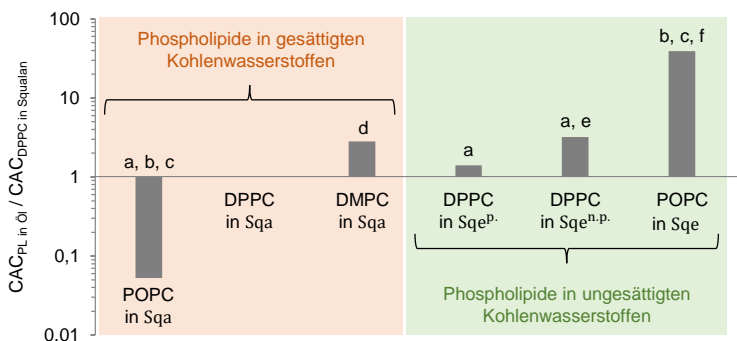 CAC_PL in Öl / CAC_DPPC in Squalan
100
10
1
0,1
0,01
Phospholipide in gesättigten
Kohlenwasserstoffen
a, b, c
d
a
a, e
b, c, f
POPC
in Sqa
DPPC
in Sqa
DMPC
in Sqa
DPPC
in Sqe^p.
DPPC
in Sqe^n.p.
POPC
in Sqe
Phospholipide in ungesättigten
Kohlenwasserstoffen